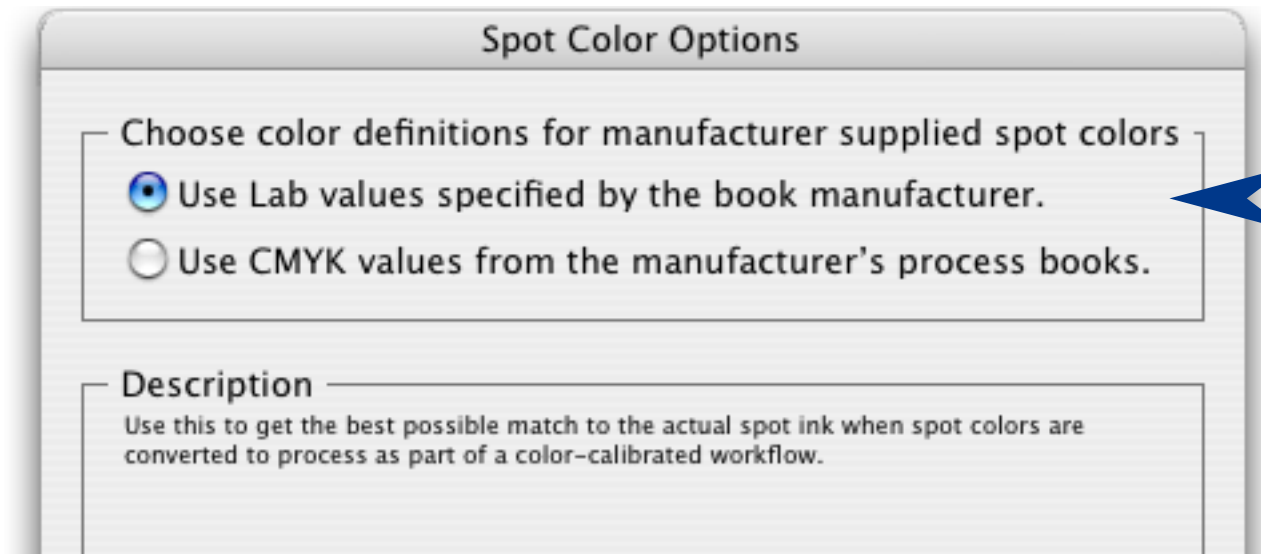 Spot Color Options
Choose color definitions for manufacturer supplied spot colors
Use Lab values specified by the book manufacturer.
Use CMYK values from the manufacturer’s process books.
Description
Use this to get the best possible match to the actual spot ink when spot colors are
converted to process as part of a color-calibrated workflow.